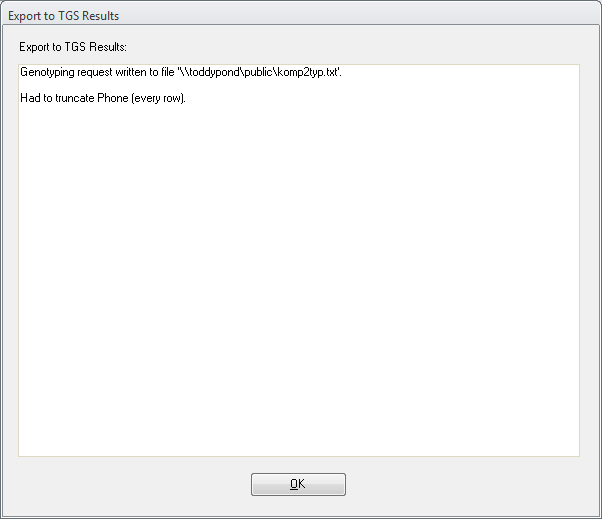 Export to TGS Results
Export to TGS Results:
Genotyping request written to file '\\toddypond\public\komp2typ.txt'.
Had to truncate Phone (every row).
OK